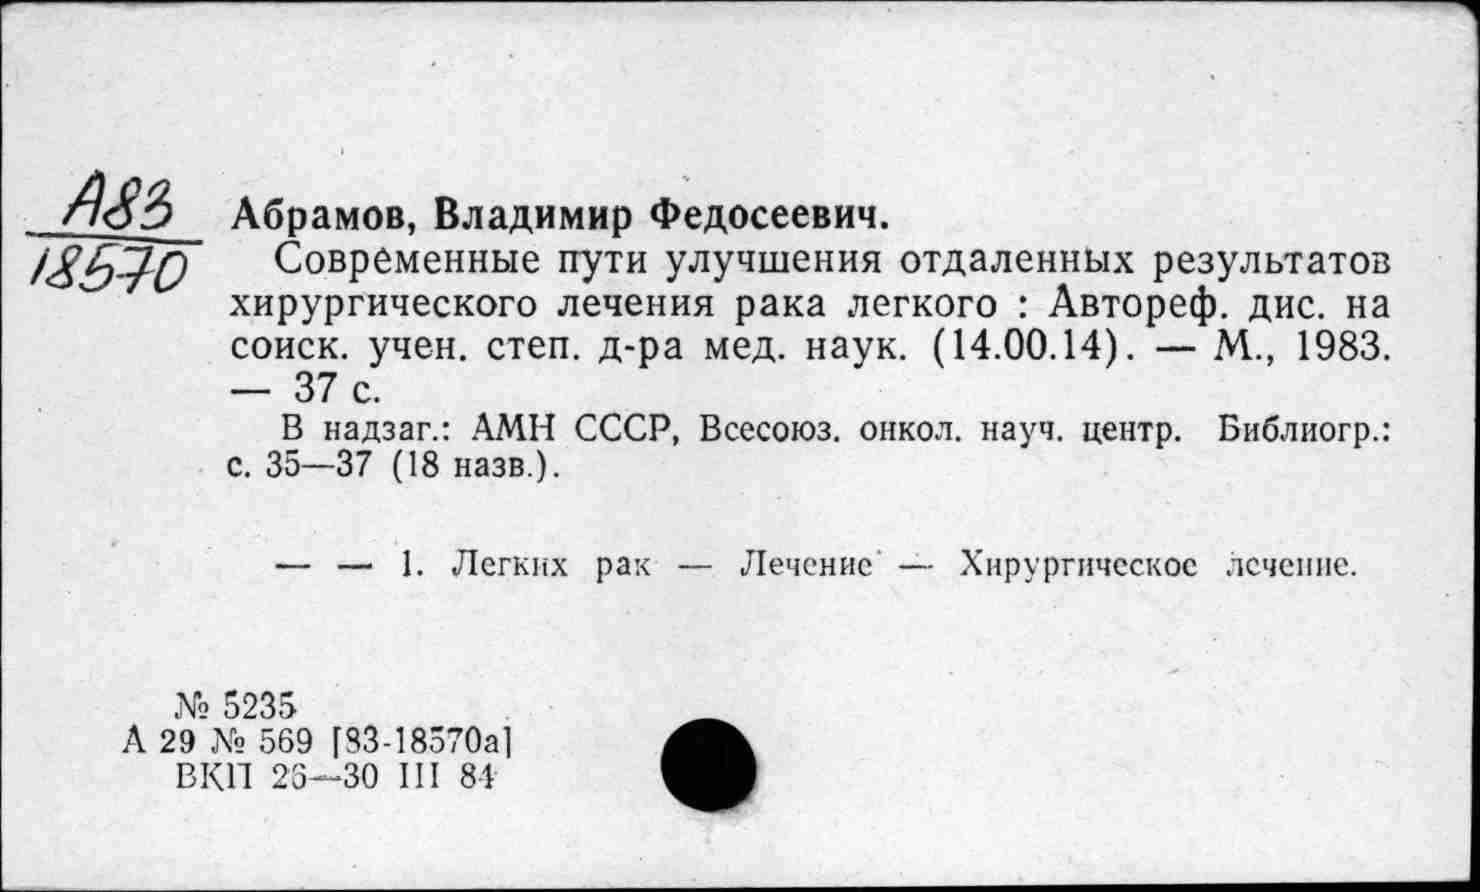 А83
18570
Абрамов, Владимир Федосеевич.
Современные пути улучшения отдаленных результатов
хирургического лечения рака легкого : Автореф. дис. на
соиск. учен. степ. д-ра мед. наук. (14.00.14). — М., 1983.
— 37 с.
В надзаг.: АМН СССР, Всесоюз. онкол. науч. центр. Библиогр.:
с. 35—37 (18 назв.).
— — 1. Легких рак — Лечение — Хирургическое лечение.
№ 5235
А 29 № 569 [83-18570а]
ВКП 26—30 III 84